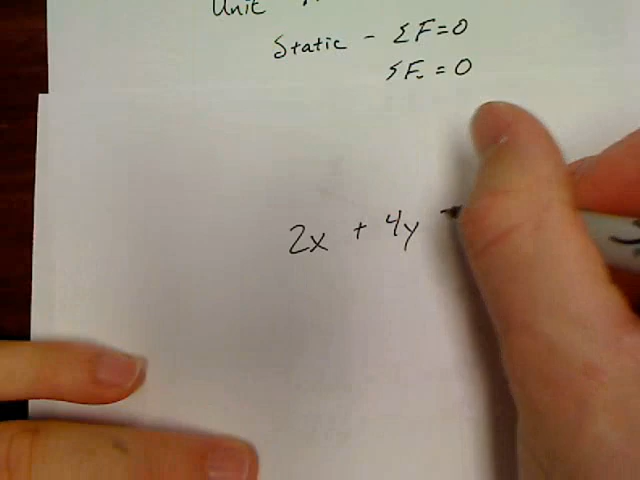 Unit
Static - ΣF=0
ΣF = 0
2x + 4y